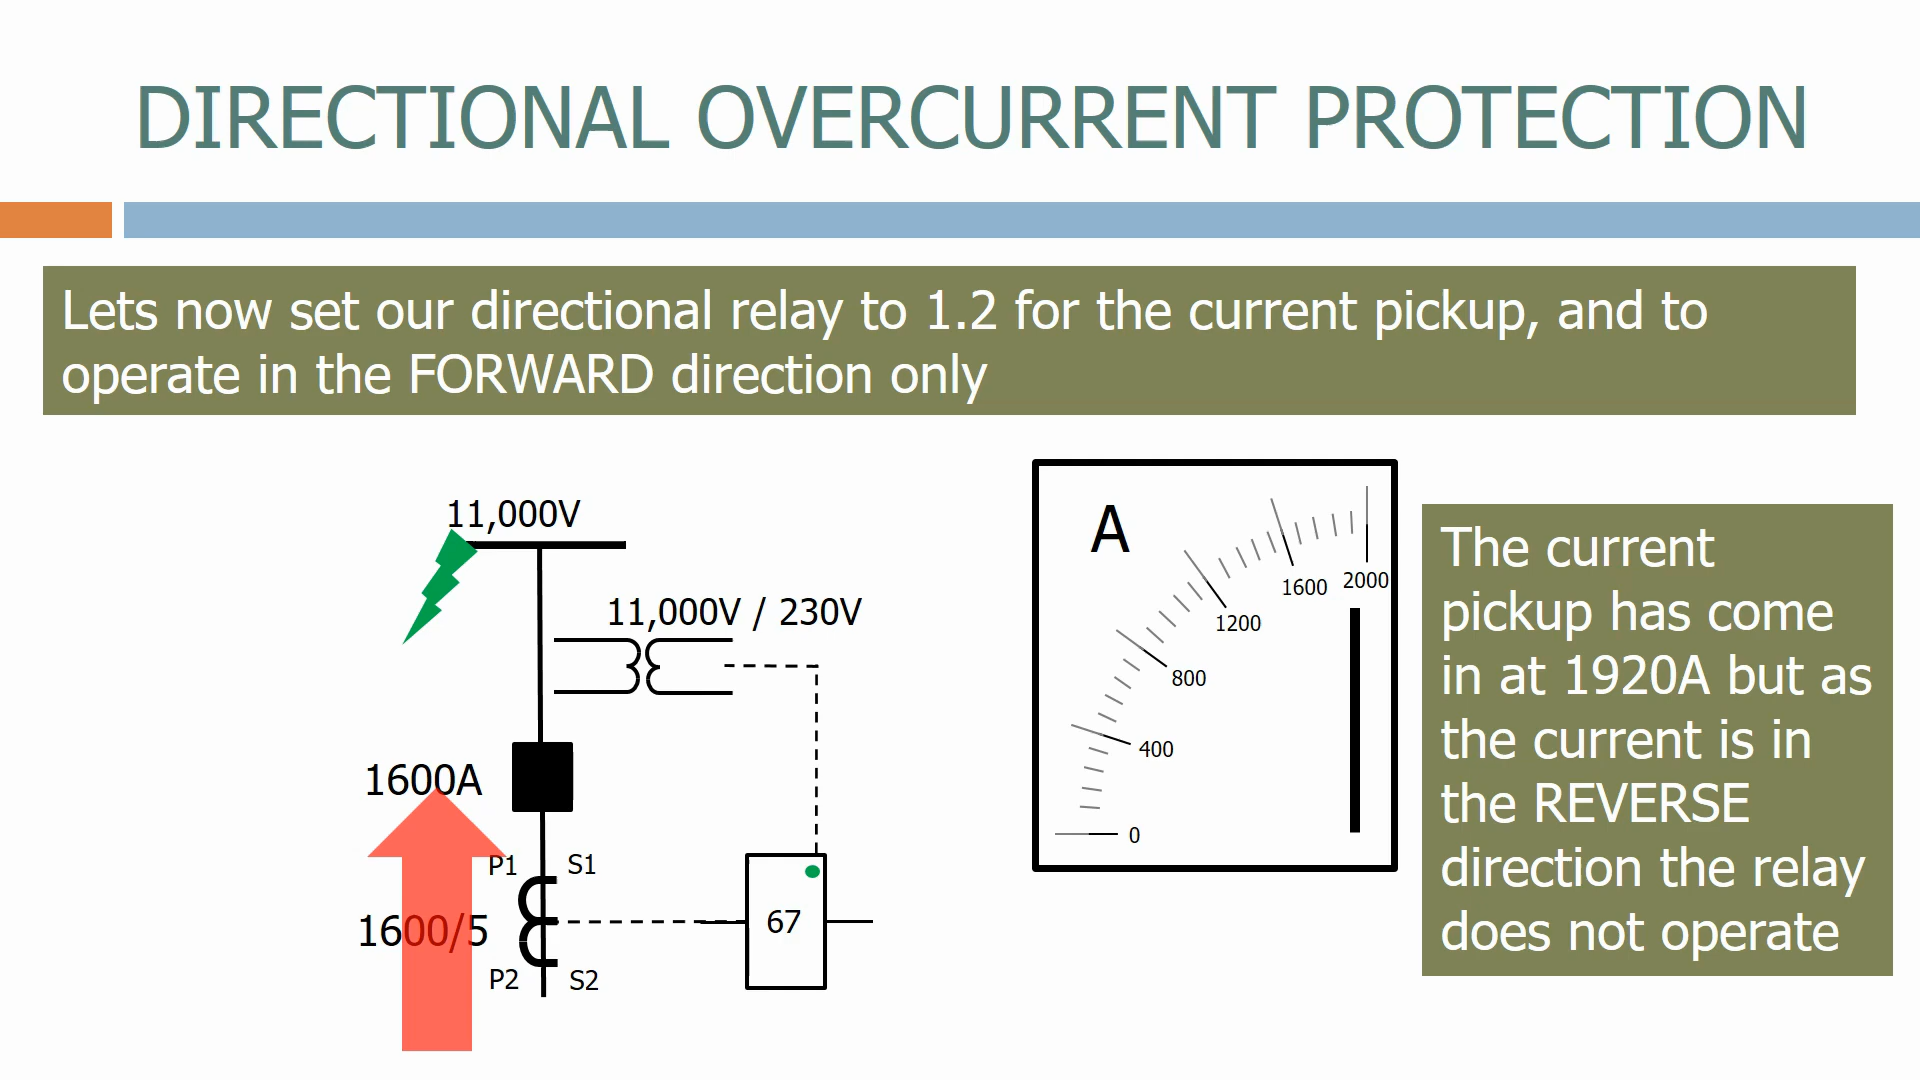 DIRECTIONAL OVERCURRENT PROTECTION
Lets now set our directional relay to 1.2 for the current pickup, and to
operate in the FORWARD direction only
11,000V
11,000V / 230V
1600A
P1
S1
1600/5
67
P2
S2
A
2000
1600
1200
800
400
0
The current
pickup has come
in at 1920A but as
the current is in
the REVERSE
direction the relay
does not operate